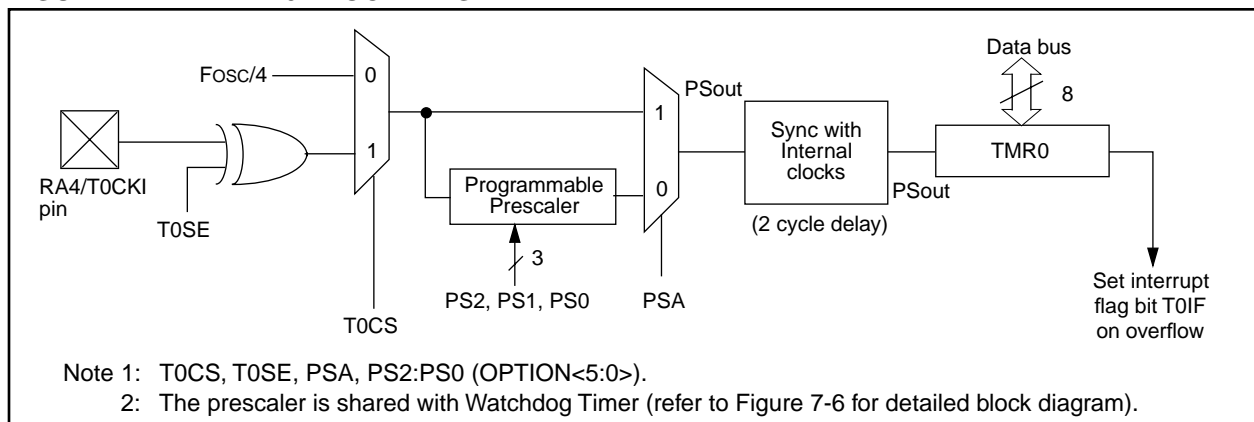 Data bus
8
FOSC/4
0
1
RA4/T0CKI
pin
T0SE
T0CS
Programmable
Prescaler
3
PS2, PS1, PS0
1
0
PSA
PSout
Sync with
Internal
clocks
(2 cycle delay)
PSout
TMR0
Set interrupt
flag bit T0IF
on overflow
Note 1: T0CS, T0SE, PSA, PS2:PS0 (OPTION<5:0>).
2: The prescaler is shared with Watchdog Timer (refer to Figure 7-6 for detailed block diagram).